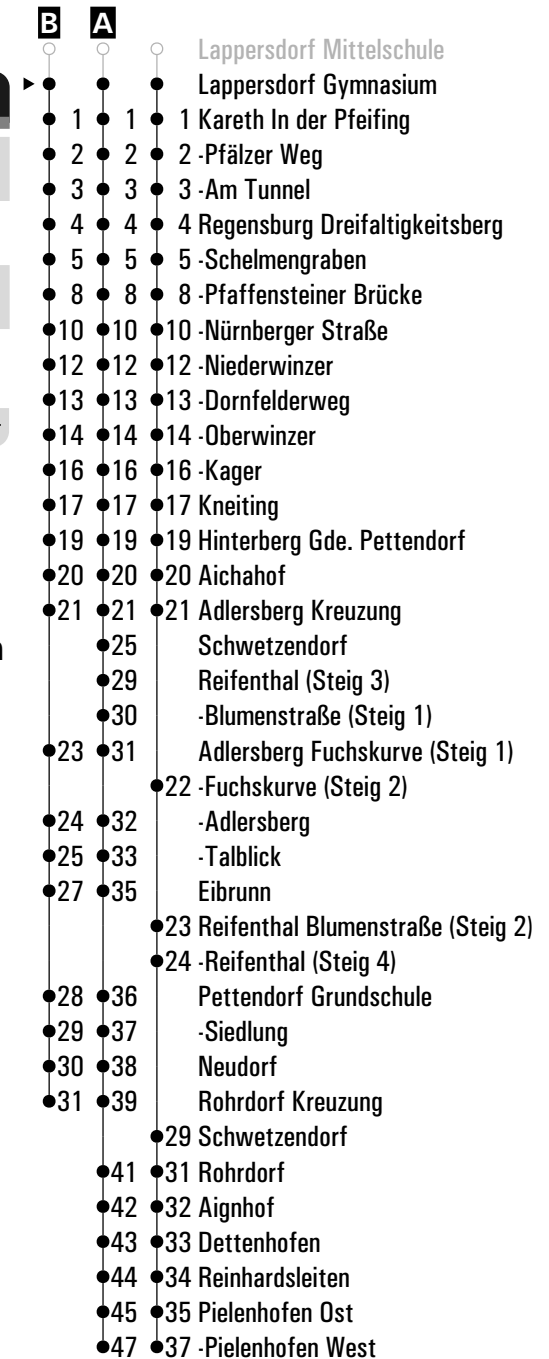 B A
Lappersdorf Mittelschule
Lappersdorf Gymnasium
1 1 1 Kareth In der Pfeifing
2 2 2 -Pfälzer Weg
3 3 3 -Am Tunnel
4 4 4 Regensburg Dreifaltigkeitsberg
5 5 5 -Schelmengraben
8 8 8 -Pfaffensteiner Brücke
10 10 10 -Nürnberger Straße
12 12 12 -Niederwinzer
13 13 13 -Dornfelderweg
14 14 14 -Oberwinzer
16 16 16 -Kager
17 17 17 Kneiting
19 19 19 Hinterberg Gde. Pettendorf
20 20 20 Aichahof
21 21 21 Adlersberg Kreuzung
25 Schwetzendorf
29 Reifenthal (Steig 3)
30 -Blumenstraße (Steig 1)
23 31 Adlersberg Fuchskurve (Steig 1)
22 -Fuchskurve (Steig 2)
24 32 -Adlersberg
25 33 -Talblick
27 35 Eibrunn
23 Reifenthal Blumenstraße (Steig 2)
24 -Reifenthal (Steig 4)
28 36 Pettendorf Grundschule
29 37 -Siedlung
30 38 Neudorf
31 39 Rohrdorf Kreuzung
29 Schwetzendorf
41 31 Rohrdorf
42 32 Aignhof
43 33 Dettenhofen
44 34 Reinhardsleiten
45 35 Pielenhofen Ost
47 37 -Pielenhofen West